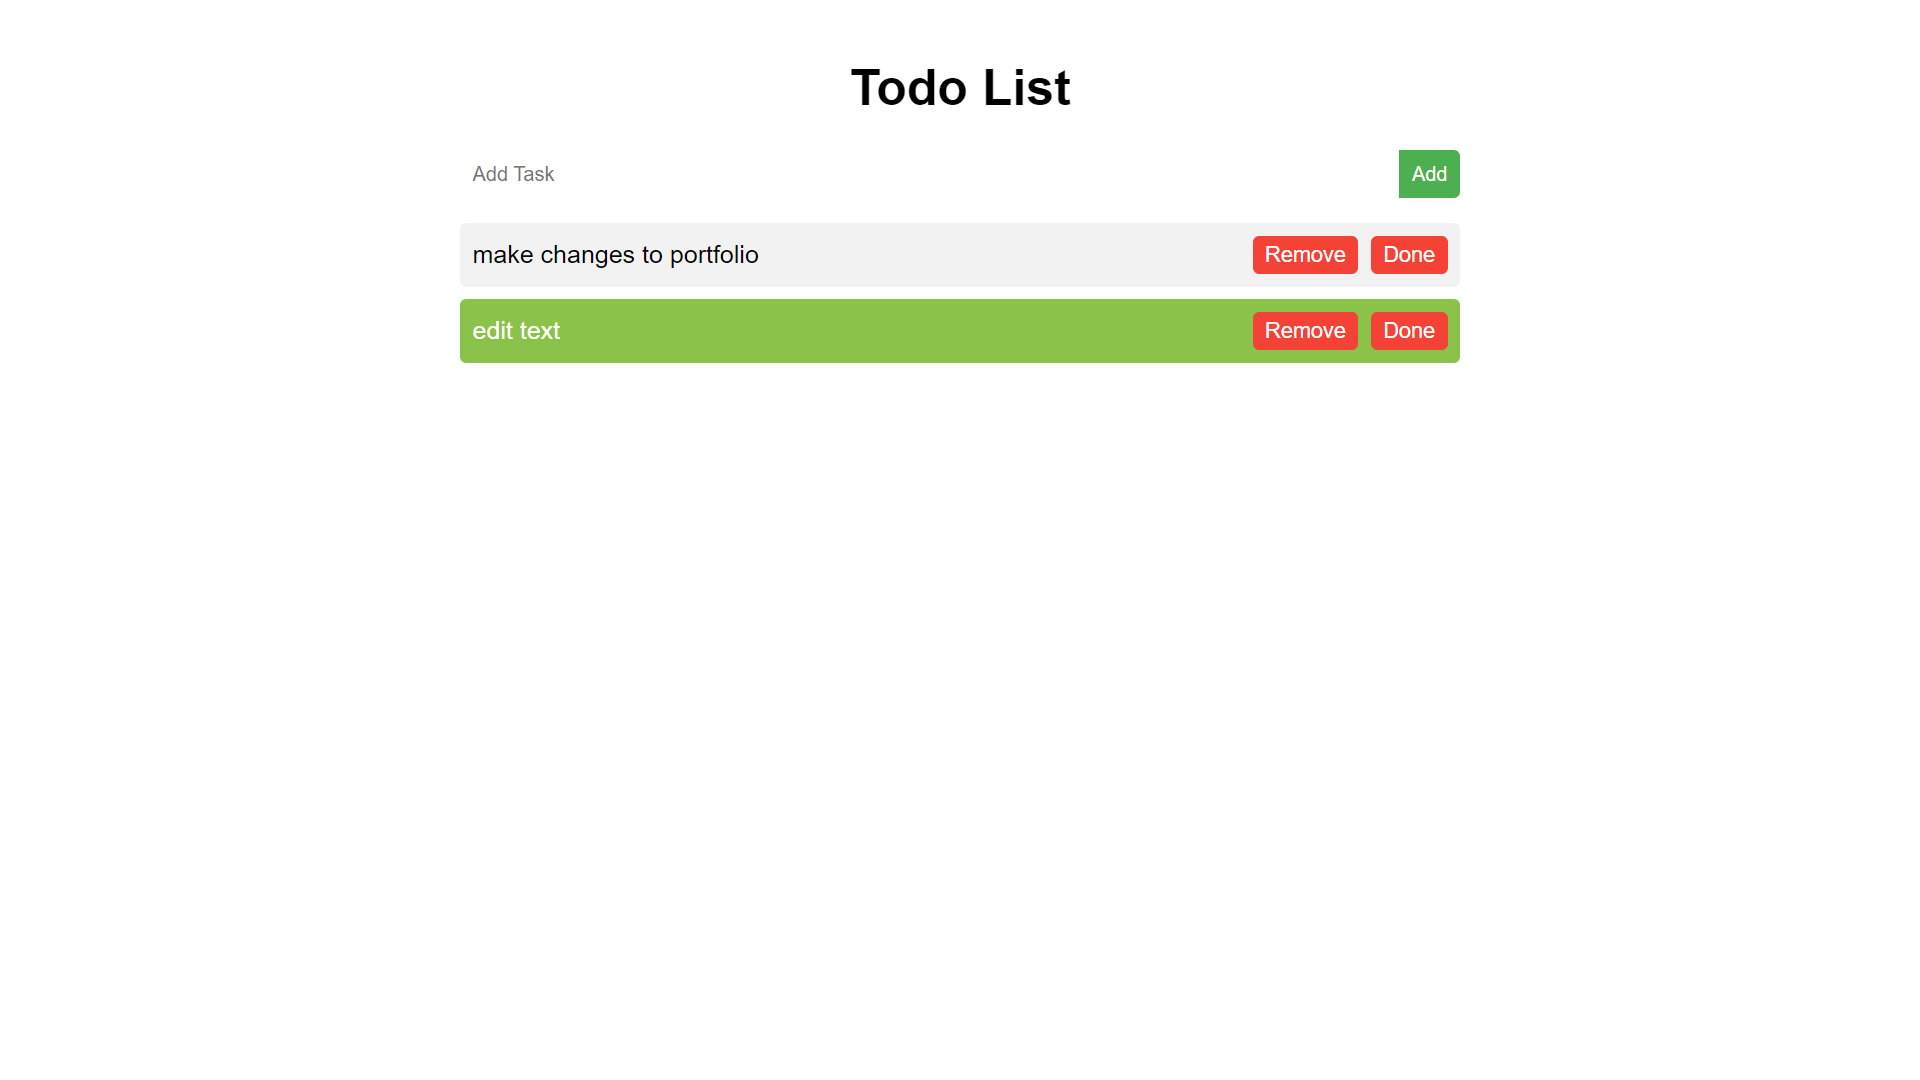 Todo List
Add Task Add
make changes to portfolio Remove Done
edit text Remove Done